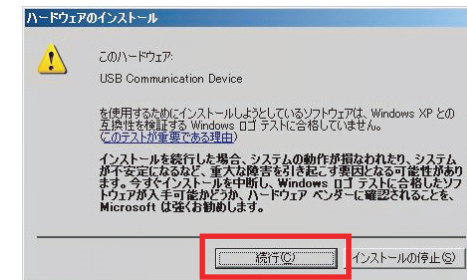 ハードウェアのインストール
このハードウェア:
USB Communication Device
を使用するためにインストールしようとしているソフトウェアは、Windows XP との
互換性を検証する Windows ロゴ テストに合格していません。
(このテストが重要である理由)
インストールを続行した場合、システムの動作が損なわれたり、システム
が不安定になるなど、重大な障害を引き起こす要因となる可能性があり
ます。今すぐインストールを中断し、Windows ロゴ テストに合格したソフ
トウェアが入手可能かどうか、ハードウェア ベンダーに確認されることを、
Microsoft は強くお勧めします。
続行(C)
インストールの停止(S)